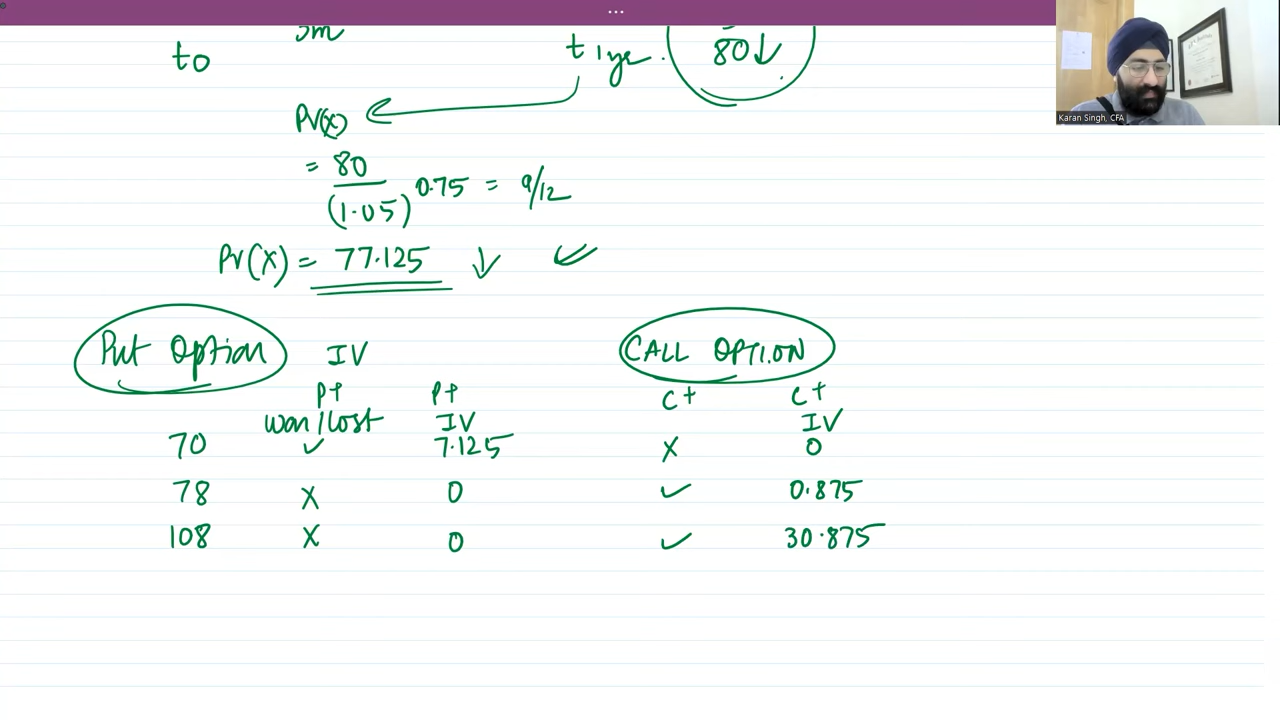 3m
to
t 1yr.
80↓
PV(X)
= 80
(1.05) 0.75 = 9/12
PV(X) = 77.125 ↓ ✓
Put Option IV
CALL OPTION
P+ P+ C+ C+
won/lost IV IV
70 ✓ 7.125 X 0
78 X 0 ✓ 0.875
108 X 0 ✓ 30.875
Karan Singh, CFA